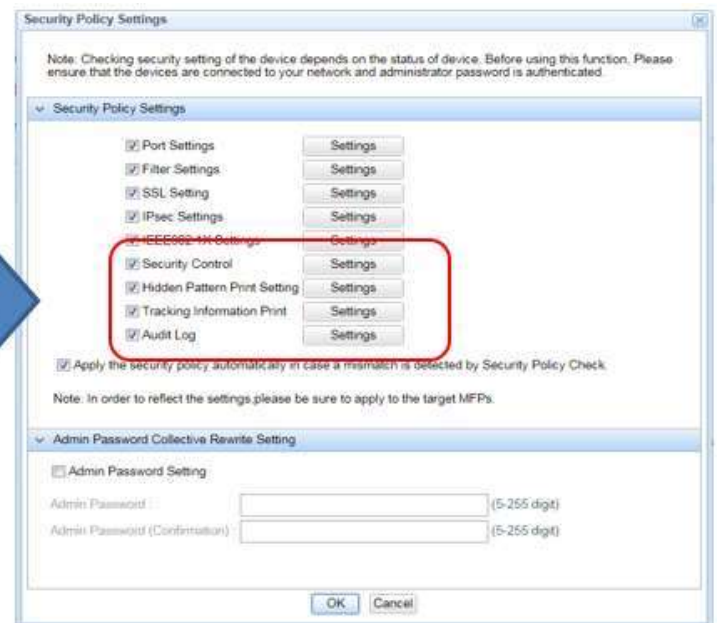 Security Policy Settings
Note: Checking security setting of the device depends on the status of device. Before using this function. Please
ensure that the devices are connected to your network and administrator password is authenticated.
Security Policy Settings
Port Settings Settings
Filter Settings Settings
SSL Setting Settings
IPsec Settings Settings
IEEE802.1X Settings Settings
Security Control Settings
Hidden Pattern Print Setting Settings
Tracking Information Print Settings
Audit Log Settings
Apply the security policy automatically in case a mismatch is detected by Security Policy Check.
Note: In order to reflect the settings,please be sure to apply to the target MFPs.
Admin Password Collective Rewrite Setting
Admin Password Setting
Admin Password : (5-255 digit)
Admin Password (Confirmation) : (5-255 digit)
OK Cancel